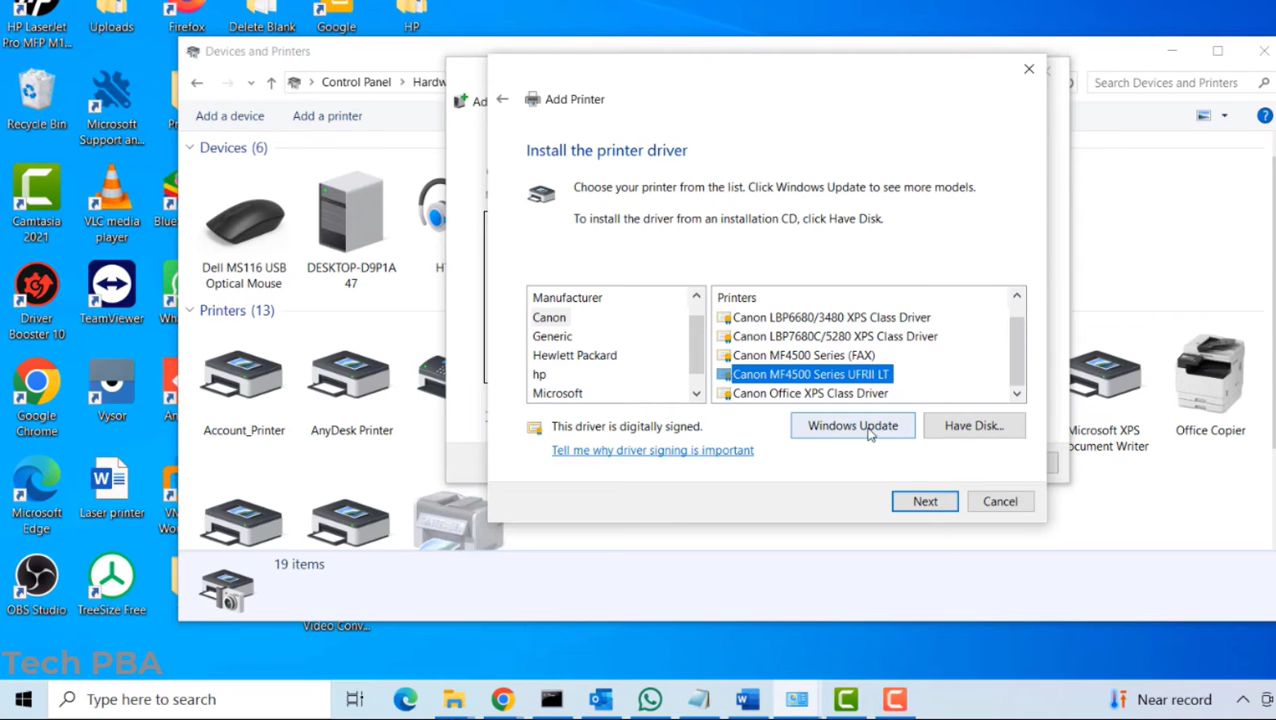 HP LaserJet
Pro MFP M1...
Uploads
Firefox
Delete Blank
Google
HP
Recycle Bin
Microsoft
Support an...
Camtasia
2021
VLC media
player
Driver
Booster 10
TeamViewer
Google
Chrome
Vysor
Microsoft
Edge
Laser printer
OBS Studio
TreeSize Free
Video Conv...
Devices and Printers
Control Panel
Hardw
Search Devices and Printers
Add a device
Add a printer
Devices (6)
Dell MS116 USB
Optical Mouse
DESKTOP-D9P1A
47
Printers (13)
Account_Printer
AnyDesk Printer
Microsoft XPS
Document Writer
Office Copier
19 items
Add Printer
Install the printer driver
Choose your printer from the list. Click Windows Update to see more models.
To install the driver from an installation CD, click Have Disk.
Manufacturer
Canon
Generic
Hewlett Packard
hp
Microsoft
Printers
Canon LBP6680/3480 XPS Class Driver
Canon LBP7680C/5280 XPS Class Driver
Canon MF4500 Series (FAX)
Canon MF4500 Series UFRII LT
Canon Office XPS Class Driver
This driver is digitally signed.
Tell me why driver signing is important
Windows Update
Have Disk...
Next
Cancel
Tech PBA
Type here to search
Near record